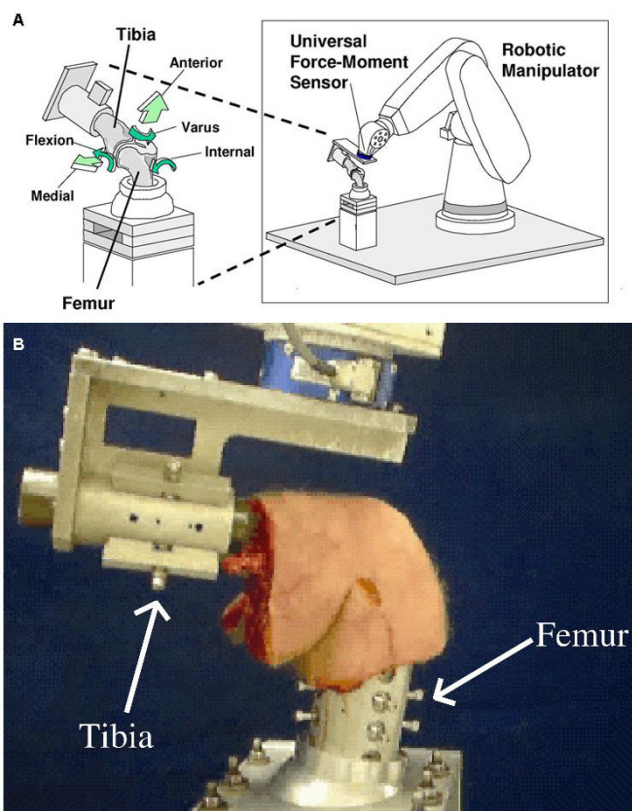 A
Tibia
Anterior
Varus
Flexion
Internal
Medial
Femur
Universal
Force-Moment
Sensor
Robotic
Manipulator
B
Femur
Tibia